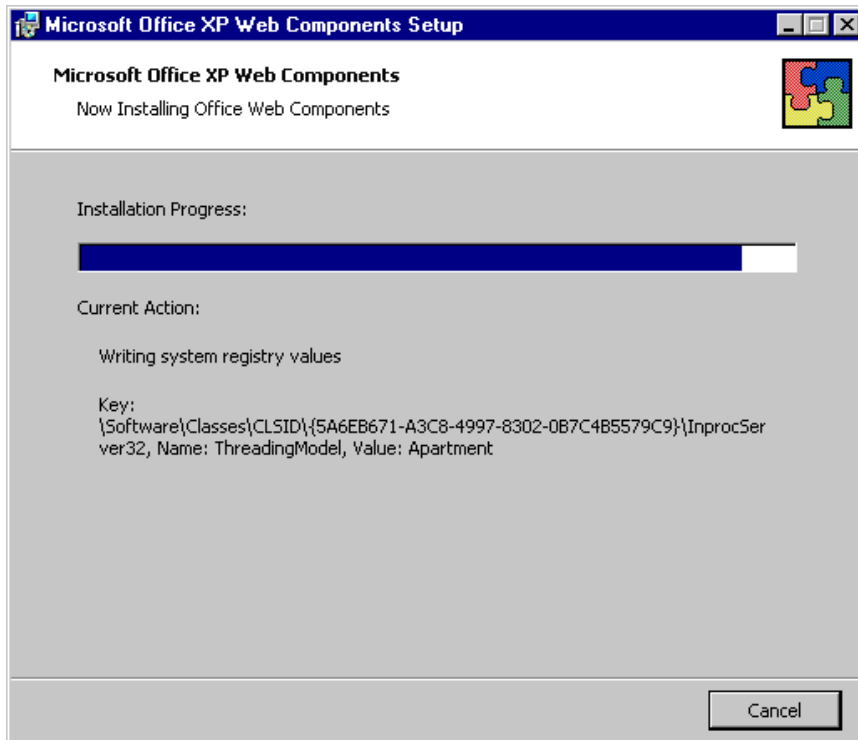 Microsoft Office XP Web Components Setup
Microsoft Office XP Web Components
Now Installing Office Web Components
Installation Progress:
Current Action:
Writing system registry values
Key:
\Software\Classes\CLSID\{5A6EB671-A3C8-4997-8302-0B7C4B5579C9}\InprocSer
ver32, Name: ThreadingModel, Value: Apartment
Cancel